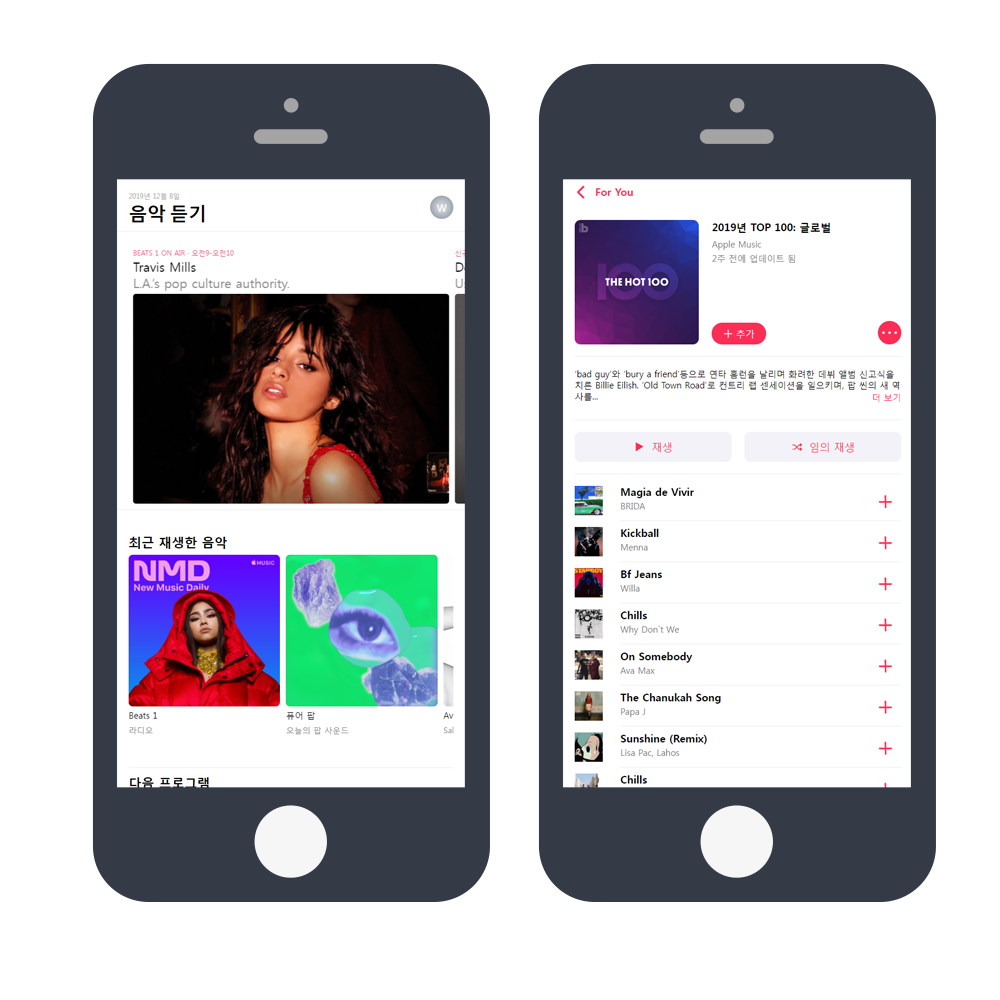 2019년 12월 8일
음악 듣기
W
BEATS 1 ON AIR · 오전9-오전10
Travis Mills
L.A.'s pop culture authority.
최근 재생한 음악
NMD
New Music Daily
MUSIC
Beats 1
라디오
퓨어 팝
오늘의 팝 사운드
Av
Sal
다음 프로그램
For You
THE HOT 100
100
2019년 TOP 100: 글로벌
Apple Music
2주 전에 업데이트 됨
+ 추가
'bad guy'와 'bury a friend'등으로 연타 홍런을 날리며 화려한 데뷔 앨범 신고식을
치른 Billie Eilish. 'Old Town Road'로 컨트리 랩 센세이션을 일으키며, 팝 씬의 새 역
사를...
더 보기
재생
임의 재생
Magia de Vivir
BRIDA
Kickball
Menna
Bf Jeans
Willa
Chills
Why Don't We
On Somebody
Ava Max
The Chanukah Song
Papa J
Sunshine (Remix)
Lisa Pac, Lahos
Chills